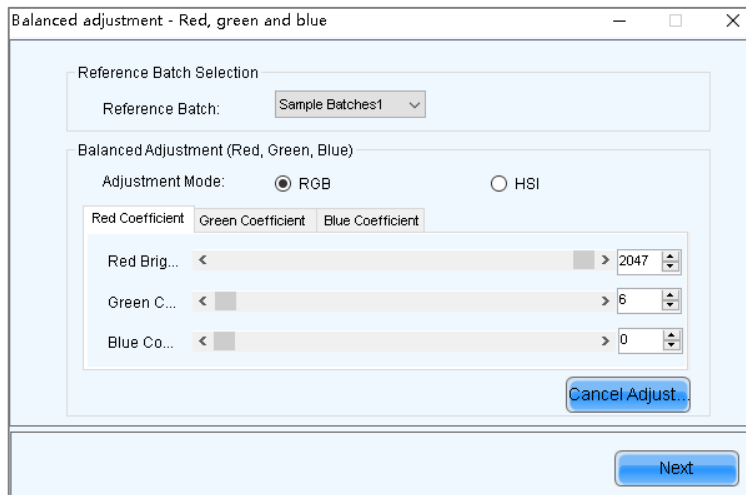 Balanced adjustment - Red, green and blue
Reference Batch Selection
Reference Batch: Sample Batches1
Balanced Adjustment (Red, Green, Blue)
Adjustment Mode: RGB HSI
Red Coefficient Green Coefficient Blue Coefficient
Red Brig... 2047
Green C... 6
Blue Co... 0
Cancel Adjust...
Next